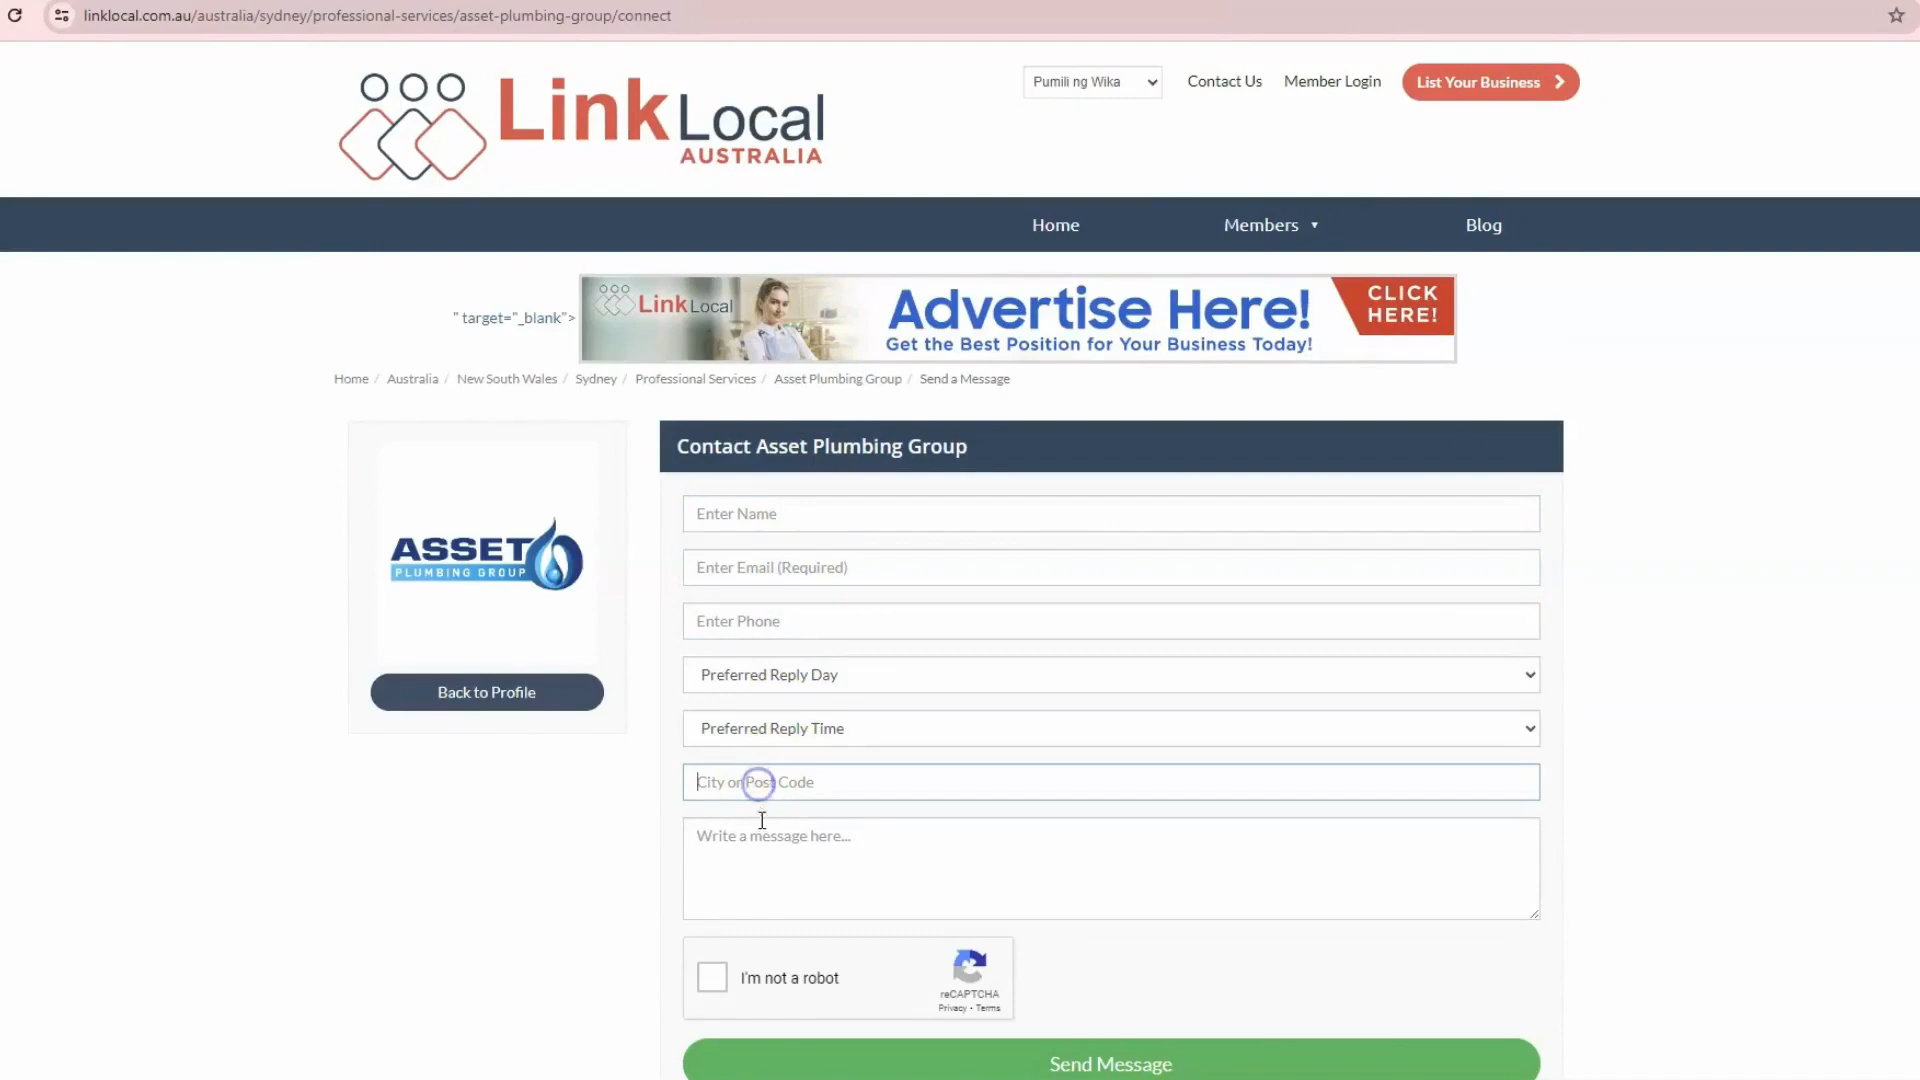 linklocal.com.au/australia/sydney/professional-services/asset-plumbing-group/connect
Link Local
AUSTRALIA
Pumili ng Wika
Contact Us
Member Login
List Your Business
Home
Members
Blog
" target="_blank">
Link Local
Advertise Here!
Get the Best Position for Your Business Today!
CLICK
HERE!
Home / Australia / New South Wales / Sydney / Professional Services / Asset Plumbing Group / Send a Message
ASSET
PLUMBING GROUP
Back to Profile
Contact Asset Plumbing Group
Enter Name
Enter Email (Required)
Enter Phone
Preferred Reply Day
Preferred Reply Time
City or Post Code
Write a message here...
I'm not a robot
reCAPTCHA
Privacy - Terms
Send Message